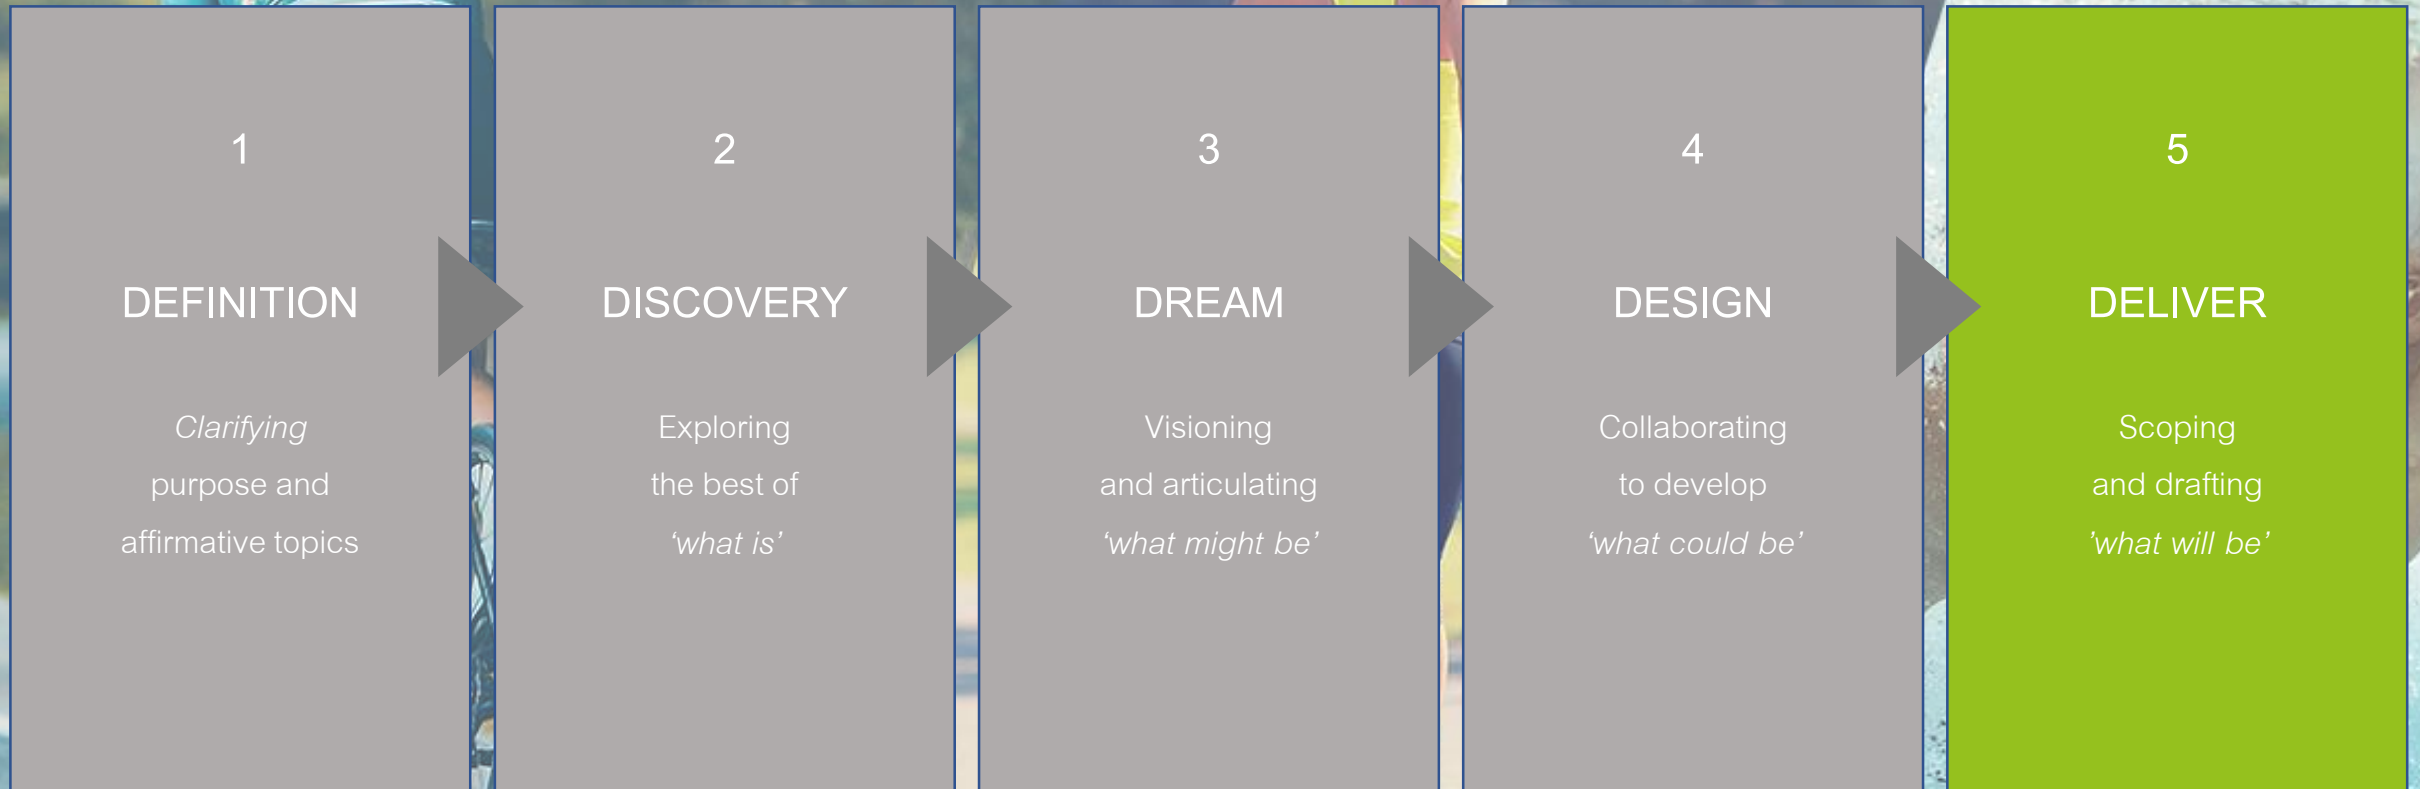 1
DEFINITION
Clarifying
purpose and
affirmative topics
2
DISCOVERY
Exploring
the best of
‘what is’
3
DREAM
Visioning
and articulating
‘what might be’
4
DESIGN
Collaborating
to develop
‘what could be’
5
DELIVER
Scoping
and drafting
’what will be’